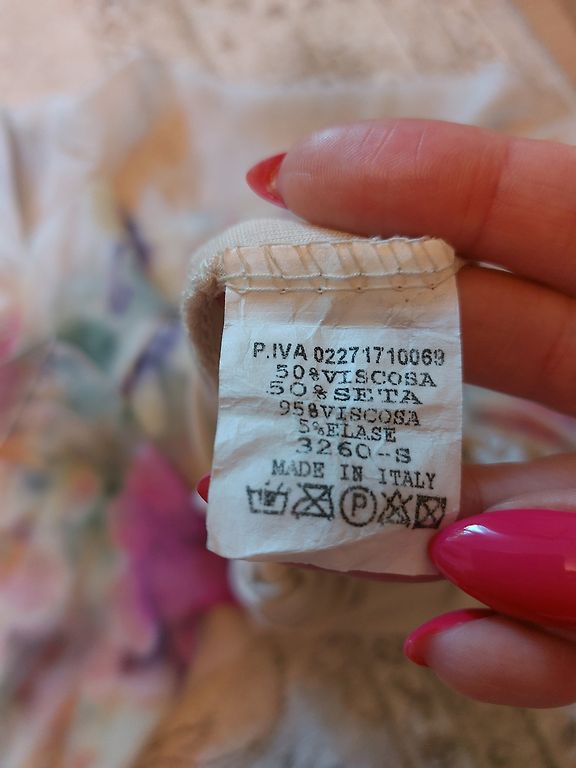 P.IVA 02271710069
50%VISCOSA
50%SETA
95%VISCOSA
5%ELASE
3260-S
MADE IN ITALY
P